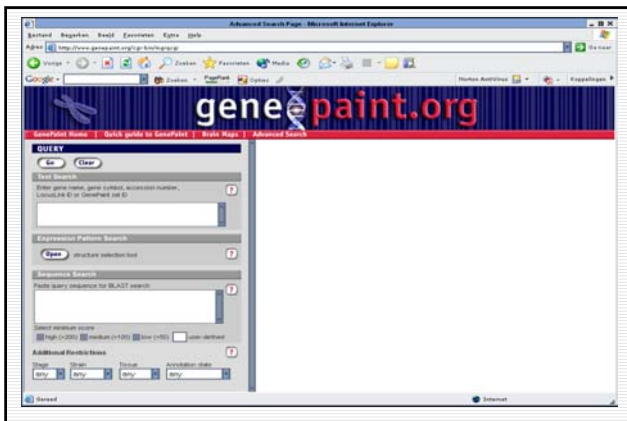 Advanced Search Page - Microsoft Internet Explorer
Bestand Bewerken Beeld Favorieten Extra Help
Adres http://www.genepaint.org/cgi-bin/mgrqcgi Ga naar
Vorige Zoeken Favorieten Media
Google Zoeken PageRank Opties Norton AntiVirus Koppelingen
genepaint.org
GenePaint Home | Quick guide to GenePaint | Brain Maps | Advanced Search
QUERY
Go Clear
Text Search
Enter gene name, gene symbol, accession number,
LocusLink ID or GenePaint set ID
?
Expression Pattern Search
Open structure selection tool ?
Sequence Search
Paste query sequence for BLAST search
?
Select minimum score
high (>200) medium (>100) low (>50) user-defined
Additional Restrictions ?
Stage Strain Tissue Annotation state
any any any any
Gereed Internet